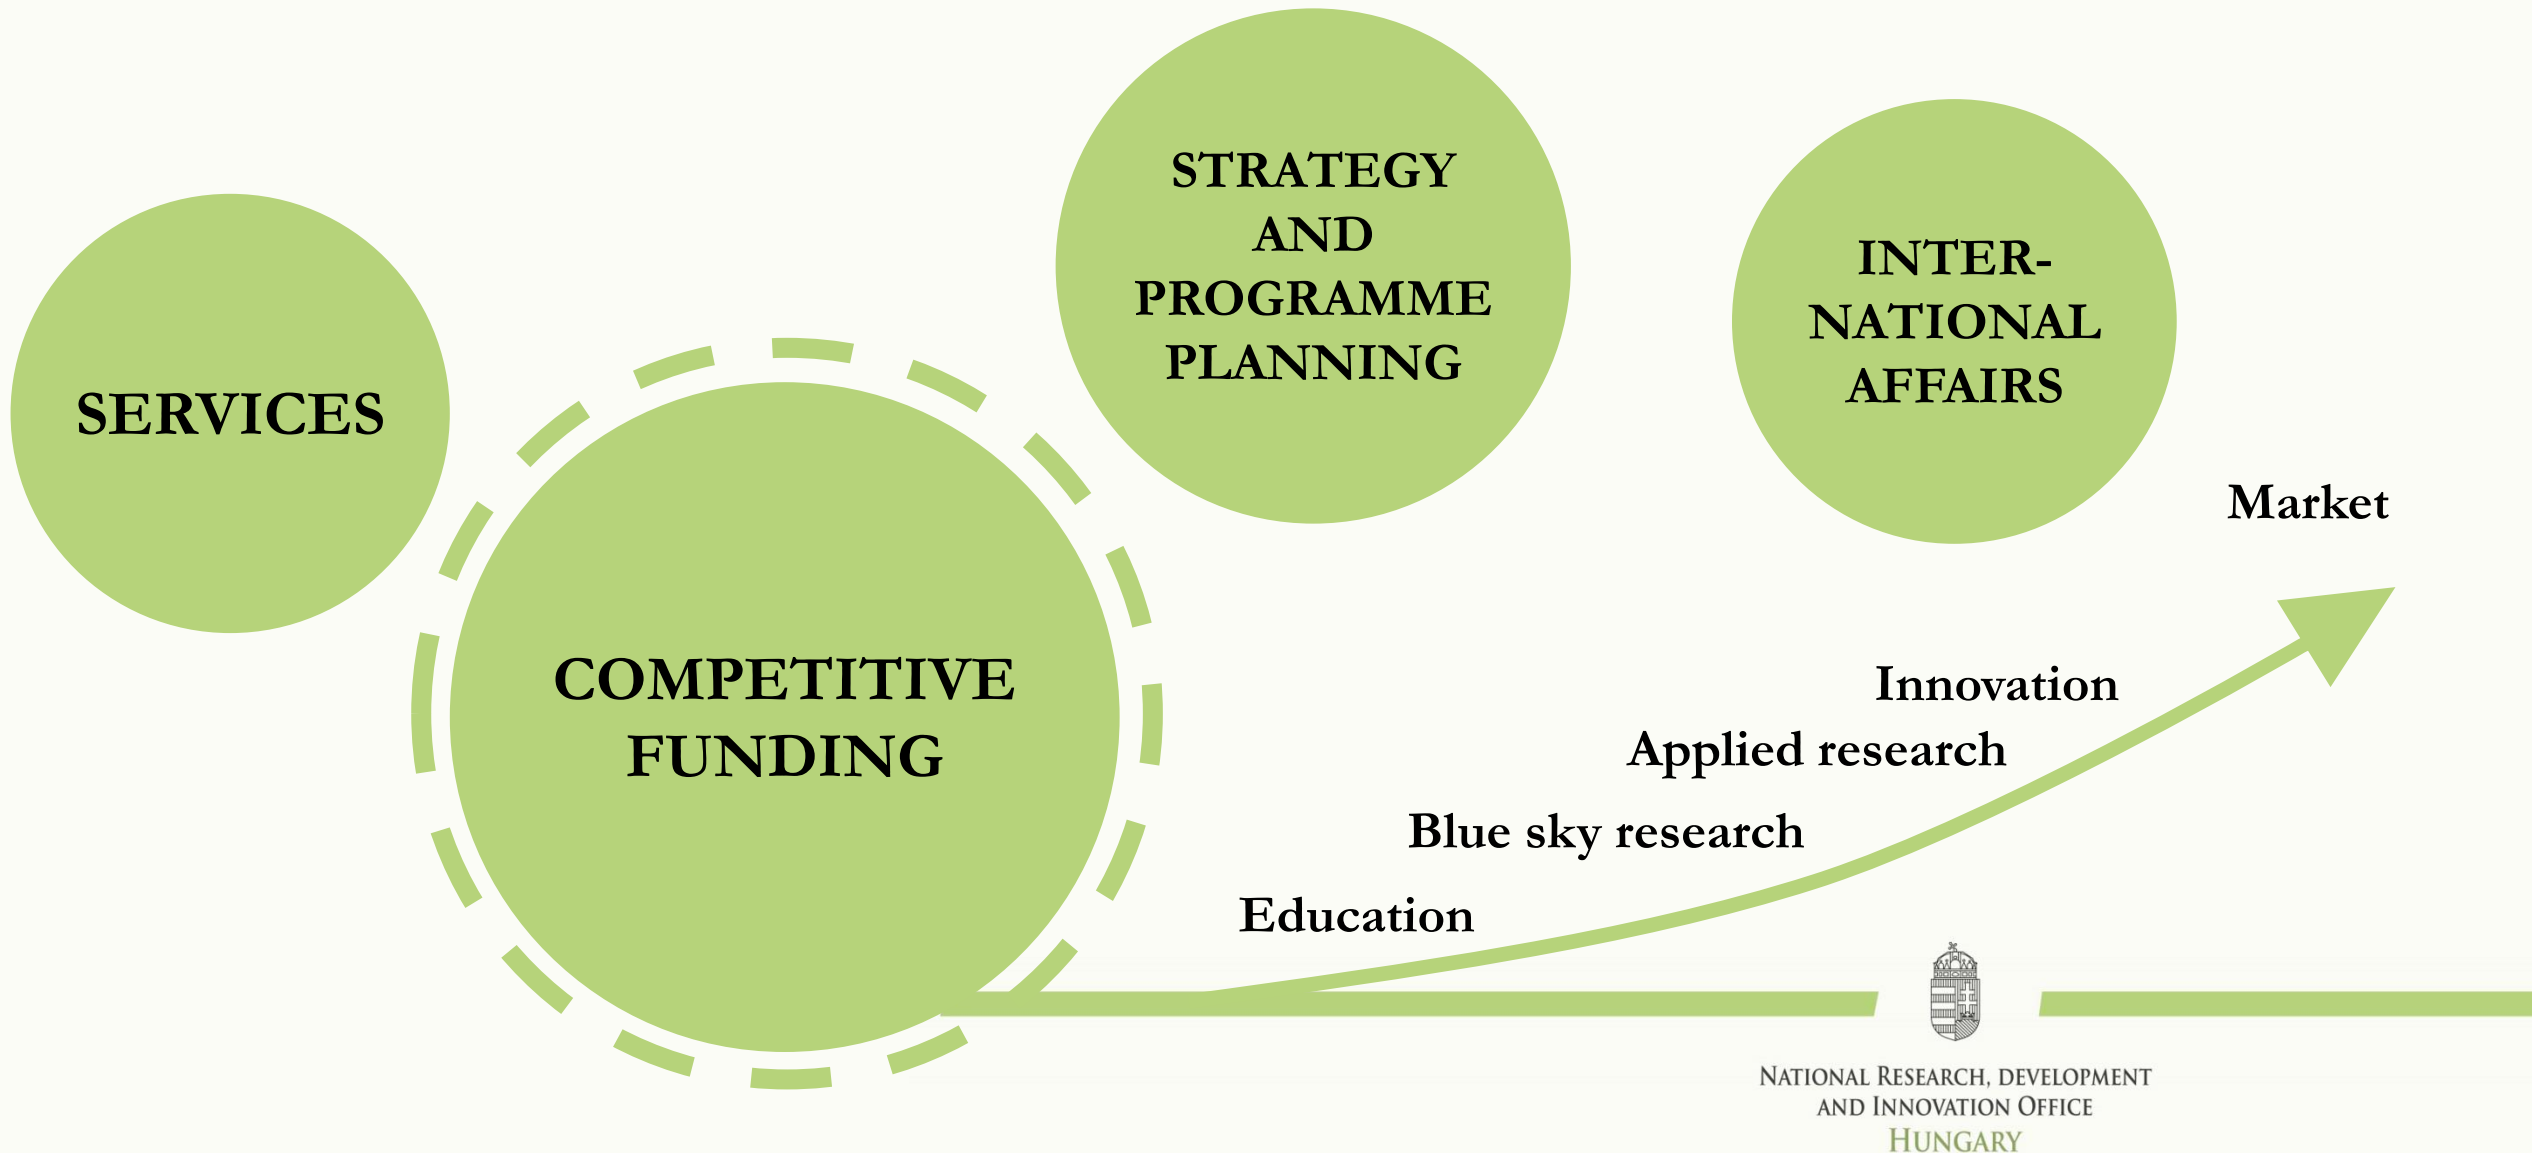 SERVICES
COMPETITIVE
FUNDING
STRATEGY
AND
PROGRAMME
PLANNING
INTER-
NATIONAL
AFFAIRS
Market
Innovation
Applied research
Blue sky research
Education
NATIONAL RESEARCH, DEVELOPMENT
AND INNOVATION OFFICE
HUNGARY